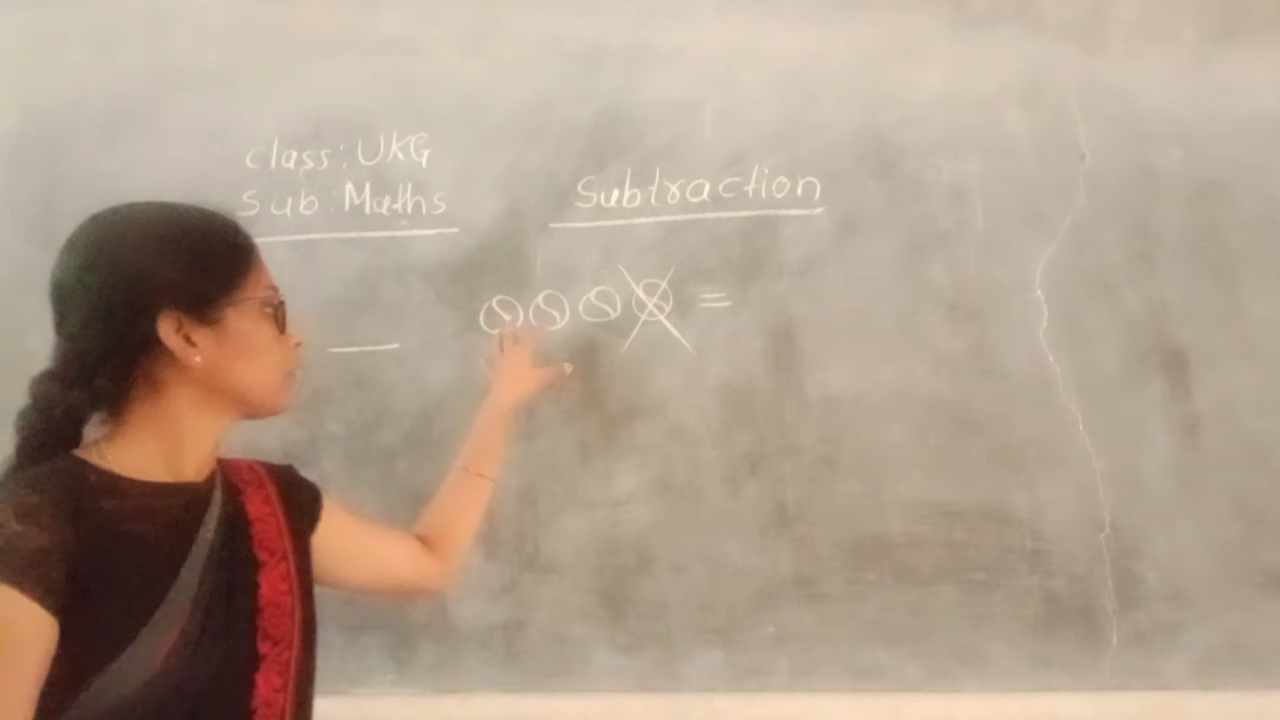 class: UKG
Sub: Maths
Subtraction
=